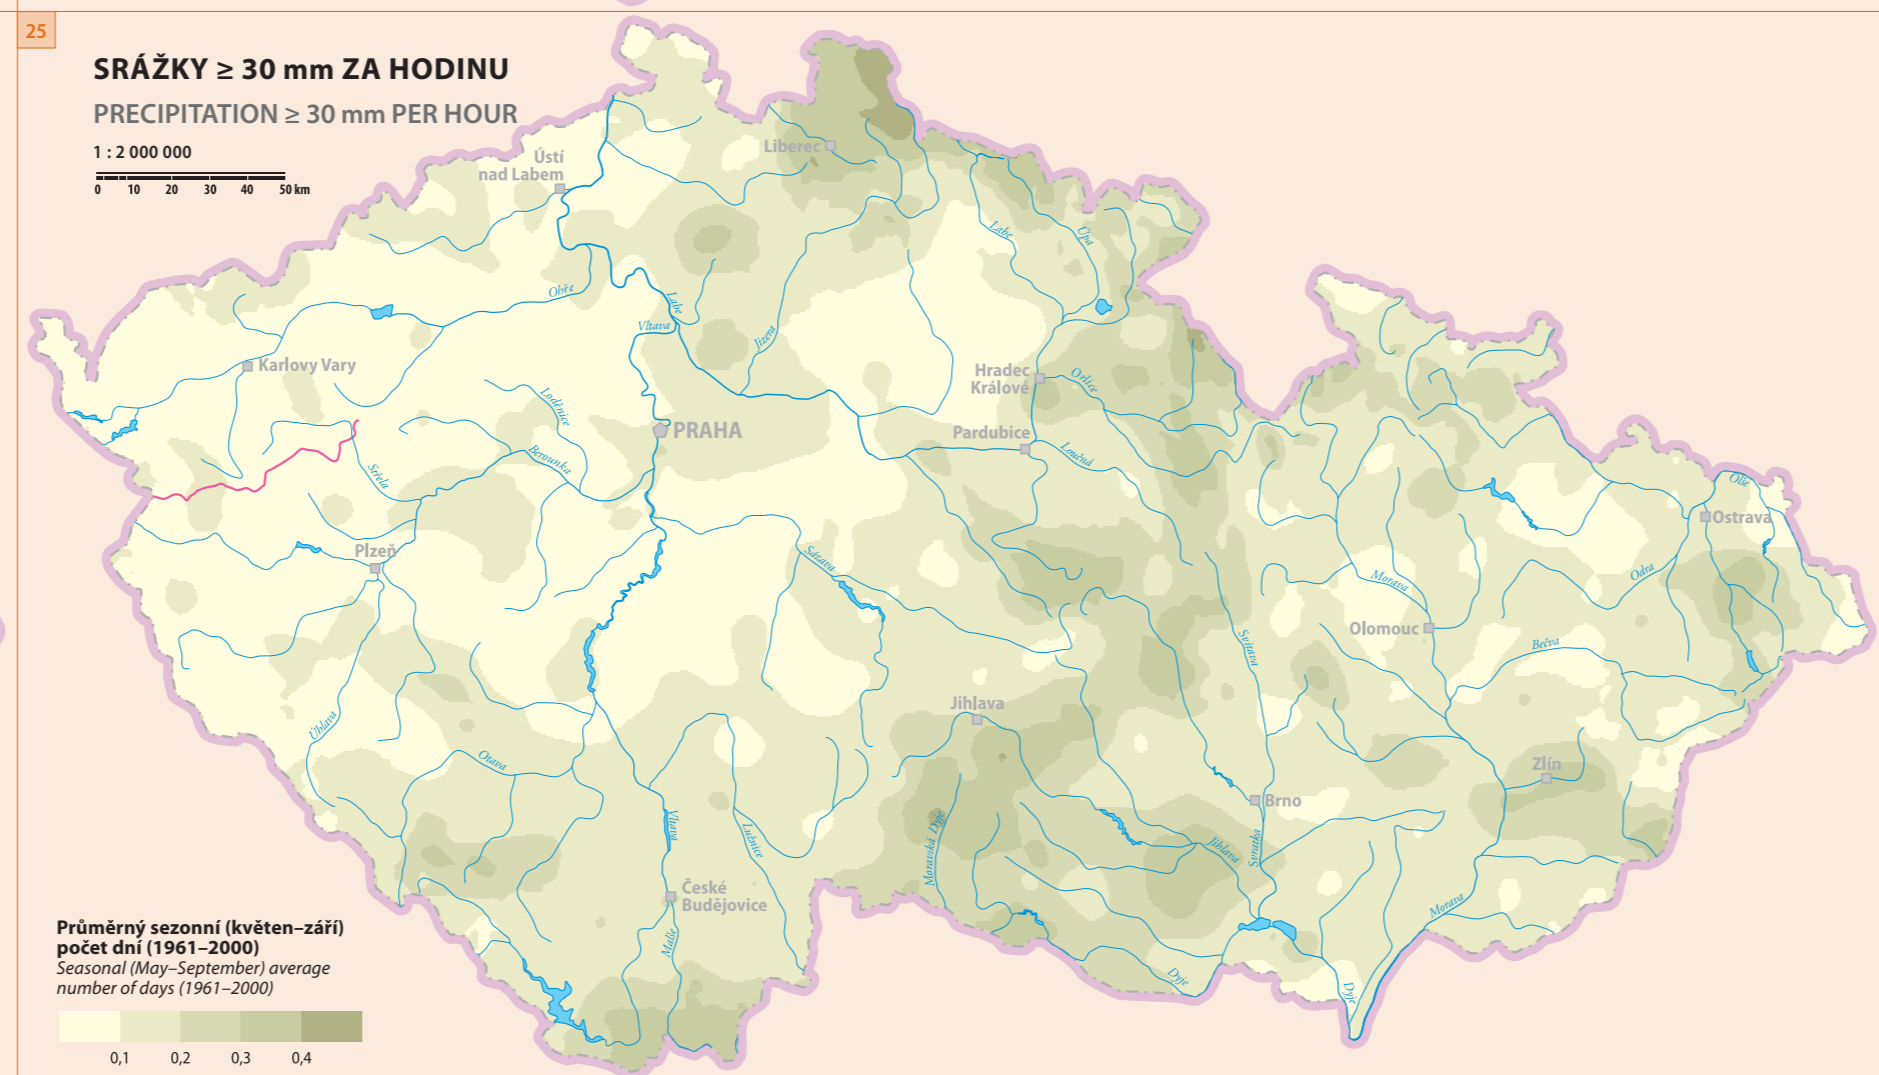 25
SRÁŽKY ≥ 30 mm ZA HODINU
PRECIPITATION ≥ 30 mm PER HOUR
1 : 2 000 000
0 10 20 30 40 50 km
Ústí
nad Labem
Liberec
Labe
Úpa
Ohře
Labe
Vltava
Jizera
Karlovy Vary
Hradec
Králové
Orlice
Loděnice
PRAHA
Pardubice
Loučná
Berounka
Střela
Olše
Ostrava
Plzeň
Sázava
Morava
Odra
Olomouc
Svitava
Bečva
Jihlava
Úhlava
Otava
Zlín
Brno
Vltava
Lužnice
Moravská Dyje
Jihlava
Svratka
České
Budějovice
Morava
Malše
Dyje
Dyje
Průměrný sezonní (květen–září)
počet dní (1961–2000)
Seasonal (May–September) average
number of days (1961–2000)
0,1 0,2 0,3 0,4